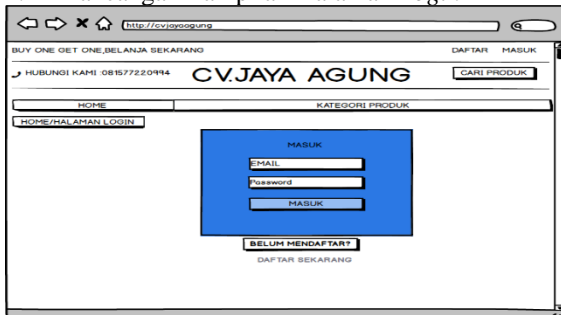 http://cvjayaagung
BUY ONE GET ONE,BELANJA SEKARANG DAFTAR MASUK
HUBUNGI KAMI :081577220994 CV.JAYA AGUNG CARI PRODUK
HOME KATEGORI PRODUK
HOME/HALAMAN LOGIN
MASUK
EMAIL
Password
MASUK
BELUM MENDAFTAR?
DAFTAR SEKARANG